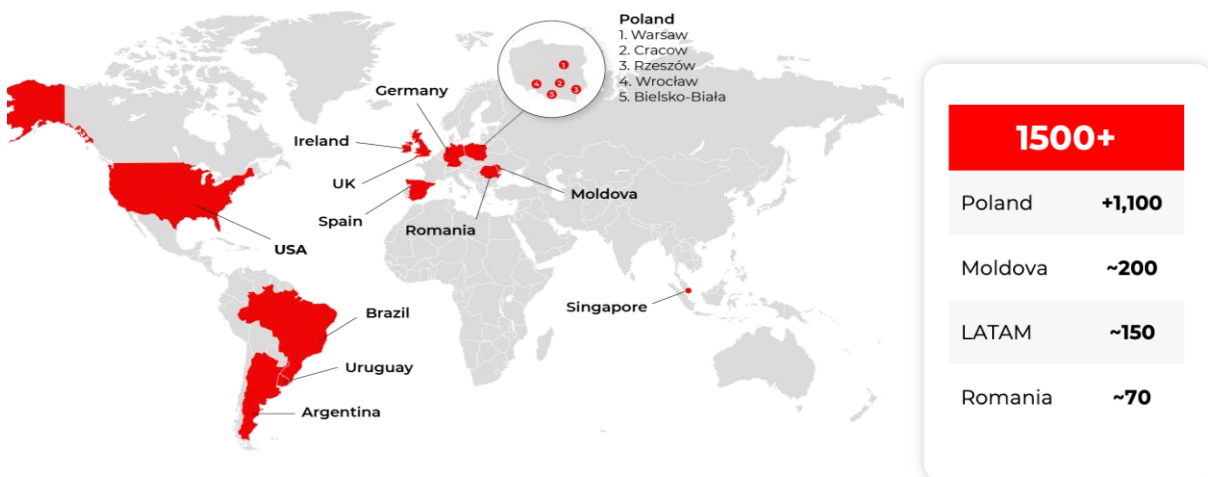 Poland
1. Warsaw
2. Cracow
3. Rzeszów
4. Wrocław
5. Bielsko-Biała
1
2
3
4
5
Germany
Ireland
UK
Spain
Romania
Moldova
USA
Brazil
Uruguay
Argentina
Singapore
1500+
Poland +1,100
Moldova ~200
LATAM ~150
Romania ~70